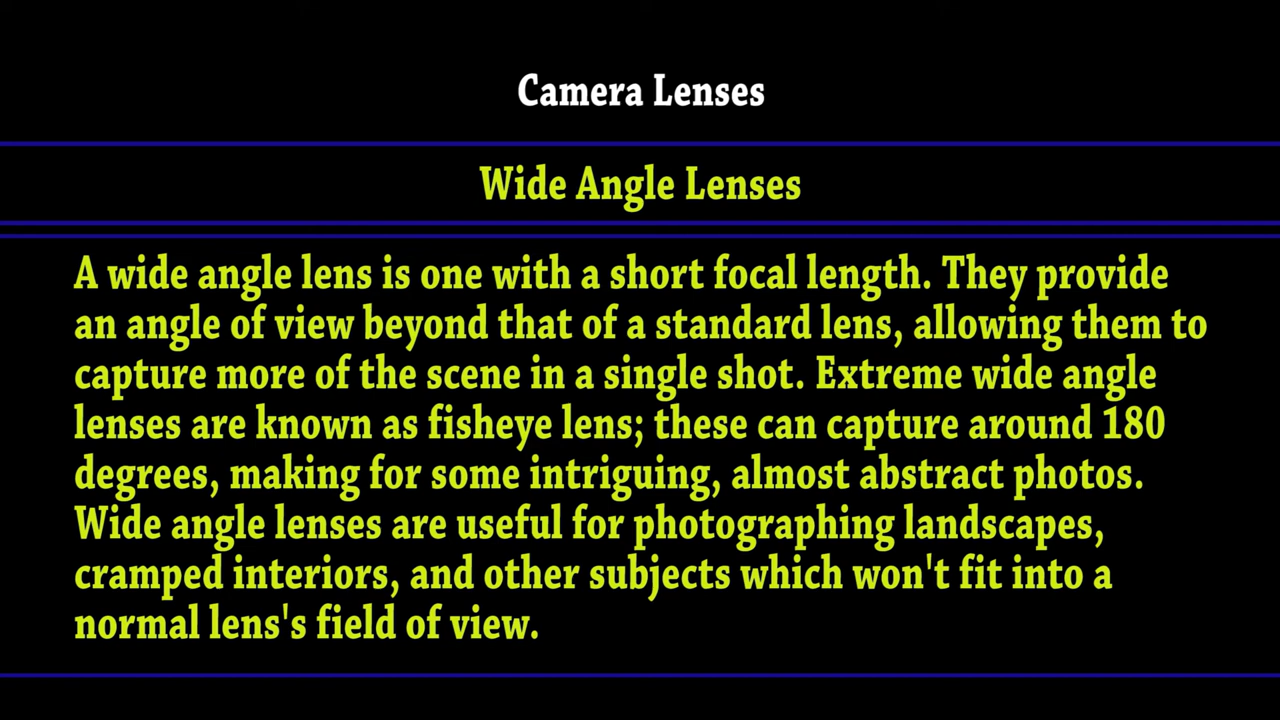 Camera Lenses
Wide Angle Lenses
A wide angle lens is one with a short focal length. They provide
an angle of view beyond that of a standard lens, allowing them to
capture more of the scene in a single shot. Extreme wide angle
lenses are known as fisheye lens; these can capture around 180
degrees, making for some intriguing, almost abstract photos.
Wide angle lenses are useful for photographing landscapes,
cramped interiors, and other subjects which won't fit into a
normal lens's field of view.